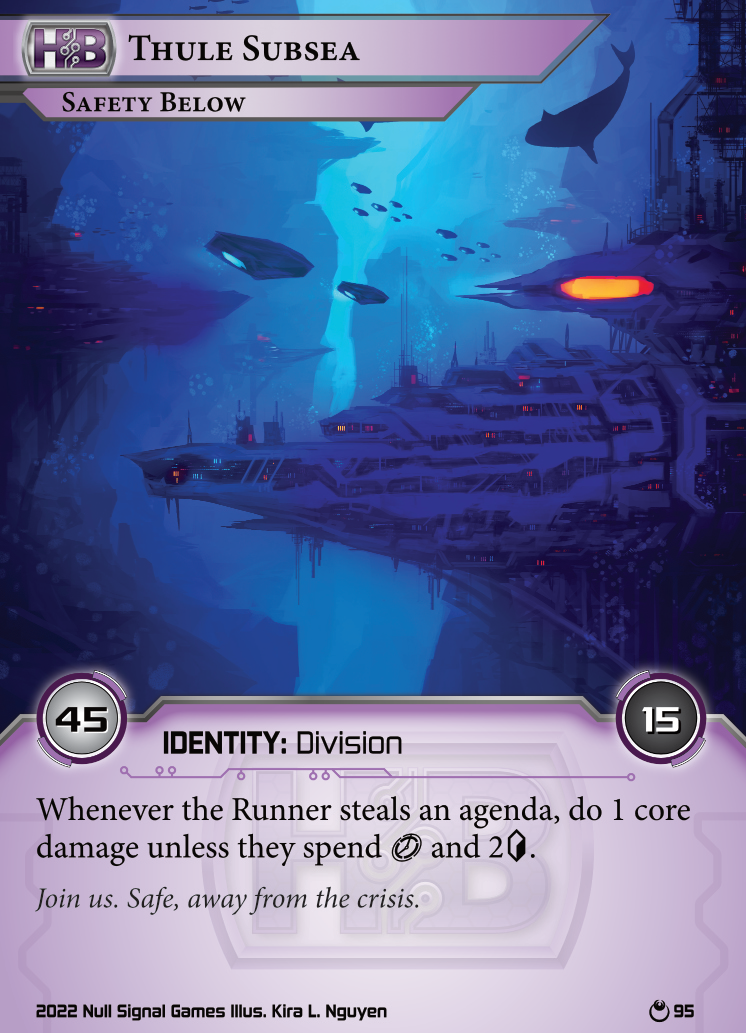 HB
Thule Subsea
Safety Below
45
15
IDENTITY: Division
Whenever the Runner steals an agenda, do 1 core
damage unless they spend and 2.
Join us. Safe, away from the crisis.
2022 Null Signal Games Illus. Kira L. Nguyen
95